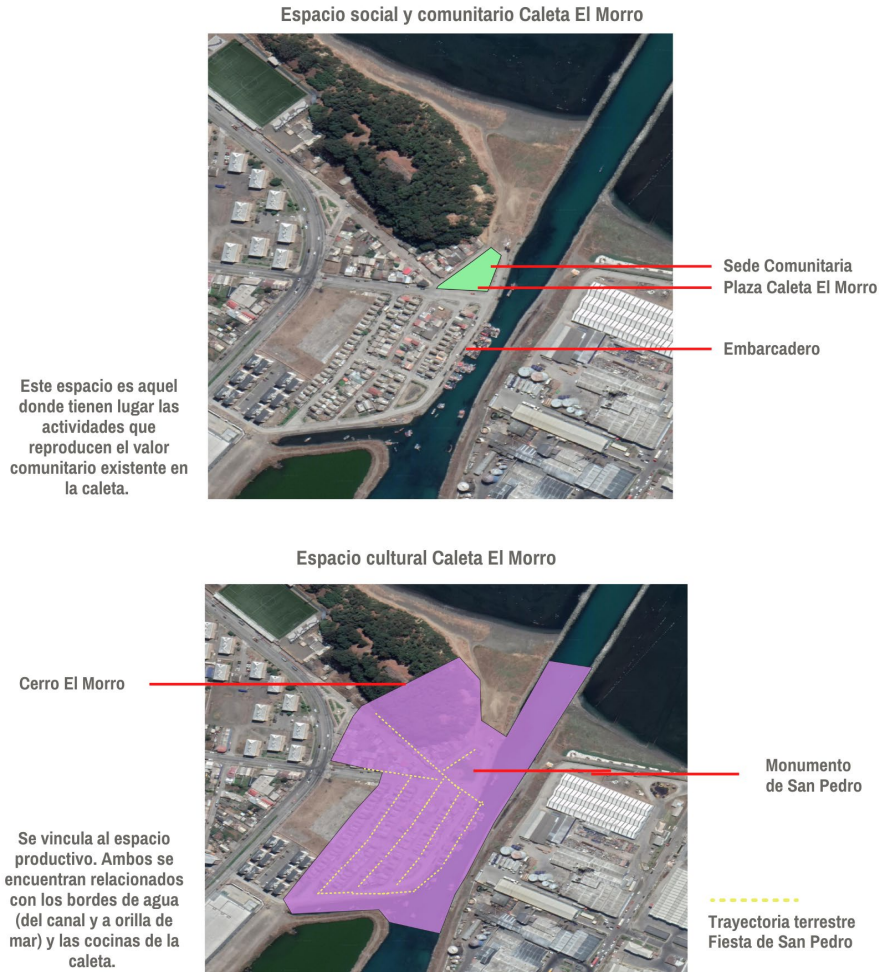 Espacio social y comunitario Caleta El Morro
Sede Comunitaria
Plaza Caleta El Morro
Embarcadero
Este espacio es aquel
donde tienen lugar las
actividades que
reproducen el valor
comunitario existente en
la caleta.
Espacio cultural Caleta El Morro
Cerro El Morro
Monumento
de San Pedro
Se vincula al espacio
productivo. Ambos se
encuentran relacionados
con los bordes de agua
(del canal y a orilla de
mar) y las cocinas de la
caleta.
Trayectoria terrestre
Fiesta de San Pedro